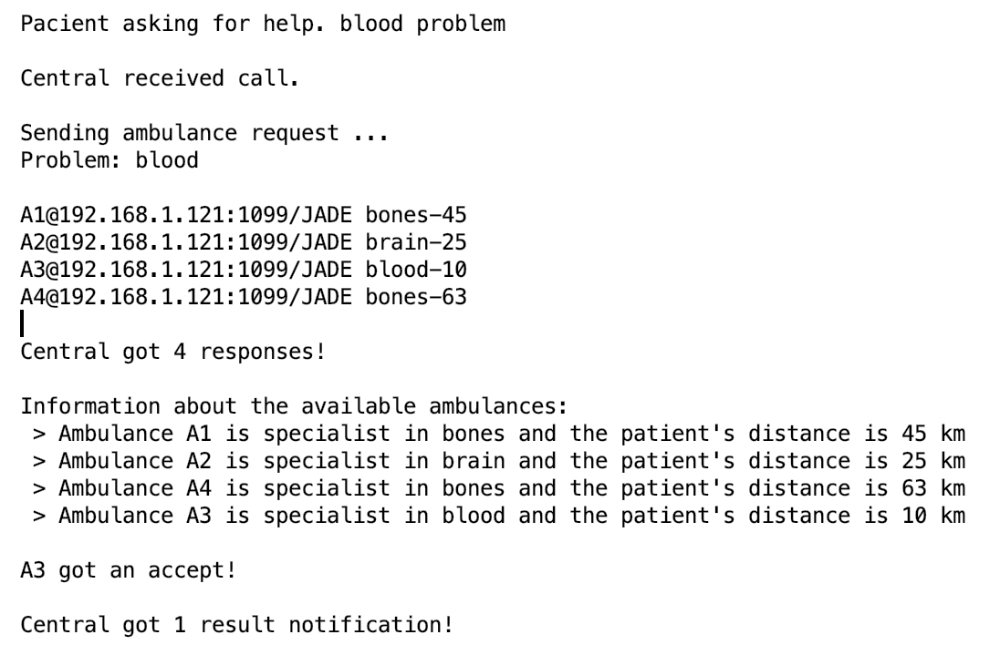 Pacient asking for help. blood problem
Central received call.
Sending ambulance request ...
Problem: blood
A1@192.168.1.121:1099/JADE bones-45
A2@192.168.1.121:1099/JADE brain-25
A3@192.168.1.121:1099/JADE blood-10
A4@192.168.1.121:1099/JADE bones-63
Central got 4 responses!
Information about the available ambulances:
> Ambulance A1 is specialist in bones and the patient's distance is 45 km
> Ambulance A2 is specialist in brain and the patient's distance is 25 km
> Ambulance A4 is specialist in bones and the patient's distance is 63 km
> Ambulance A3 is specialist in blood and the patient's distance is 10 km
A3 got an accept!
Central got 1 result notification!